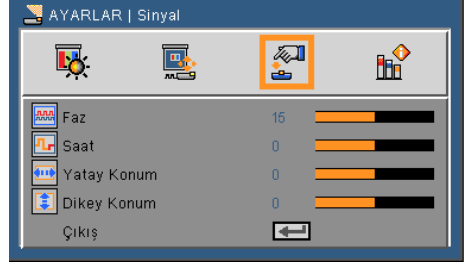 AYARLAR | Sinyal
Faz 15
Saat 0
Yatay Konum 0
Dikey Konum 0
Çıkış